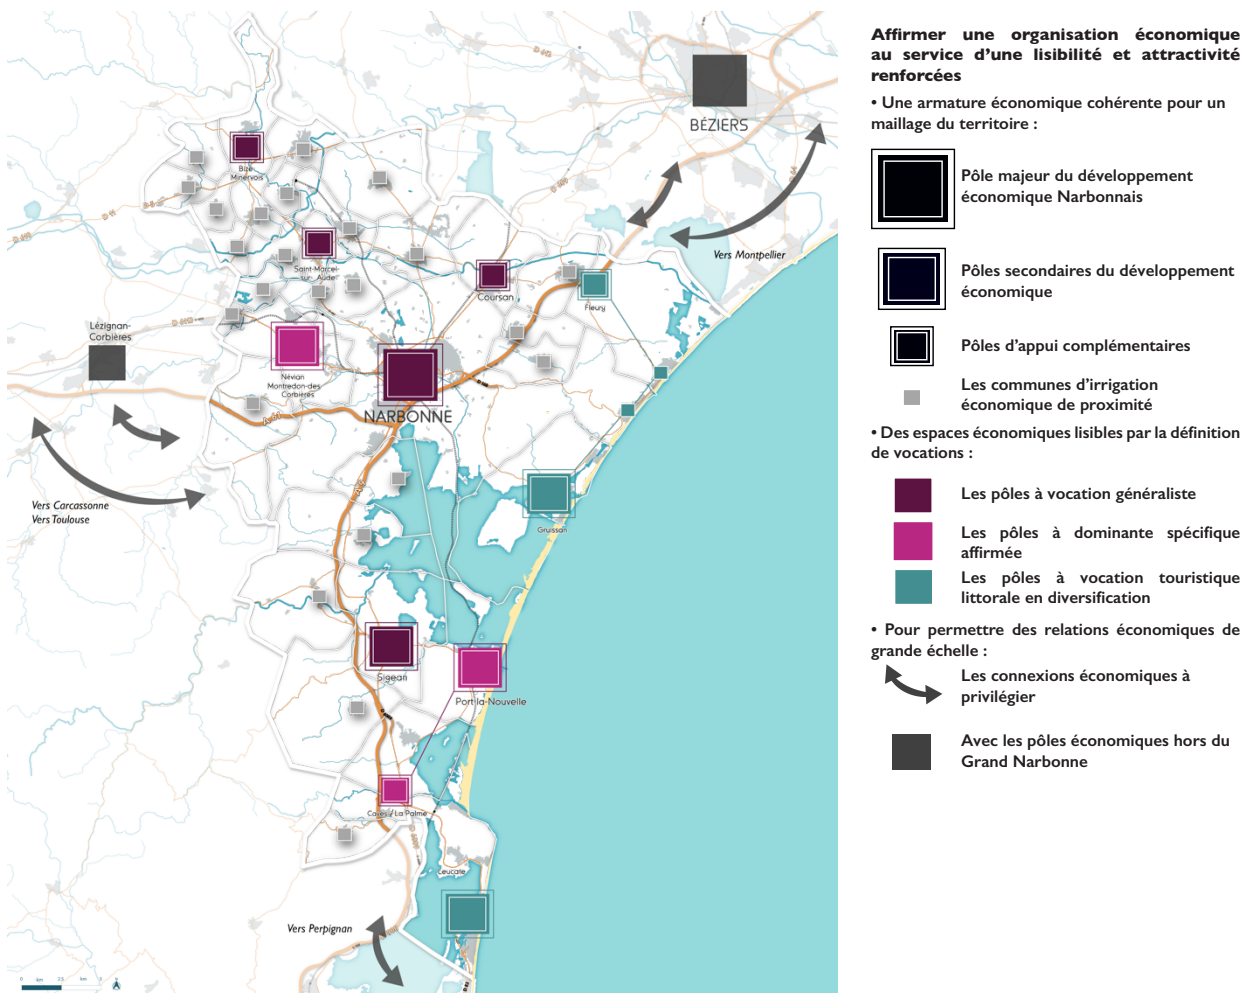 BÉZIERS
Bize
Minervois
Saint-Marcel-
sur- Aude
Coursan
Fleury
Vers Montpellier
Lézignan-
Corbières
Névian
Montredon-des
Corbières
NARBONNE
Vers Carcassonne
Vers Toulouse
Gruissan
Sigean
Port-la-Nouvelle
Caves / La Palme
Leucate
Vers Perpignan
Affirmer une organisation économique
au service d'une lisibilité et attractivité
renforcées
• Une armature économique cohérente pour un
maillage du territoire :
Pôle majeur du développement
économique Narbonnais
Pôles secondaires du développement
économique
Pôles d'appui complémentaires
Les communes d'irrigation
économique de proximité
• Des espaces économiques lisibles par la définition
de vocations :
Les pôles à vocation généraliste
Les pôles à dominante spécifique
affirmée
Les pôles à vocation touristique
littorale en diversification
• Pour permettre des relations économiques de
grande échelle :
Les connexions économiques à
privilégier
Avec les pôles économiques hors du
Grand Narbonne